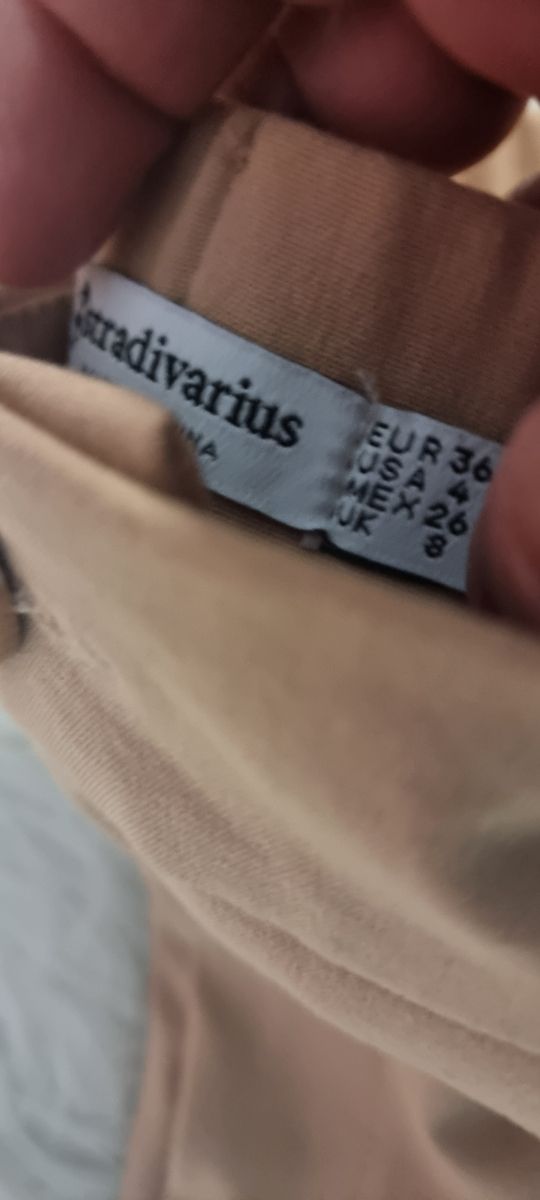 Stradivarius
EUR 36
USA 4
MEX 26
UK 8